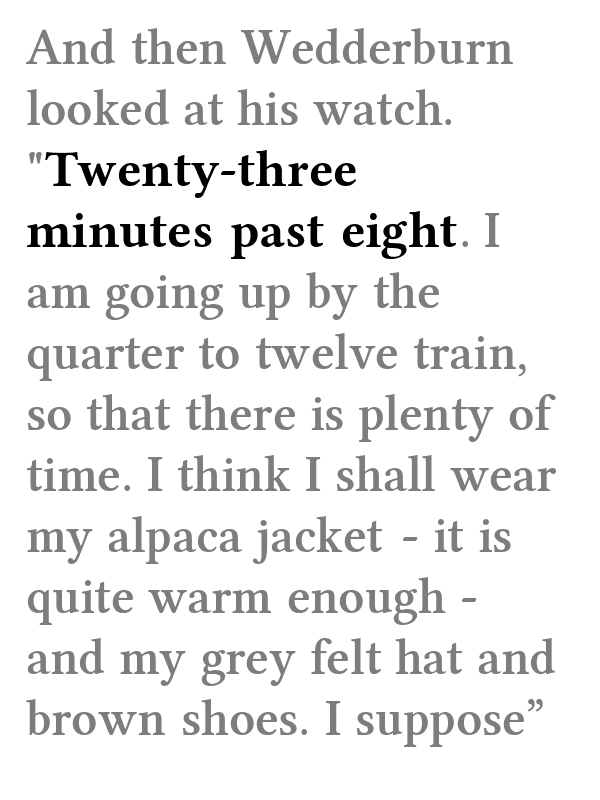 And then Wedderburn
looked at his watch.
"Twenty-three
minutes past eight. I
am going up by the
quarter to twelve train,
so that there is plenty of
time. I think I shall wear
my alpaca jacket - it is
quite warm enough -
and my grey felt hat and
brown shoes. I suppose”